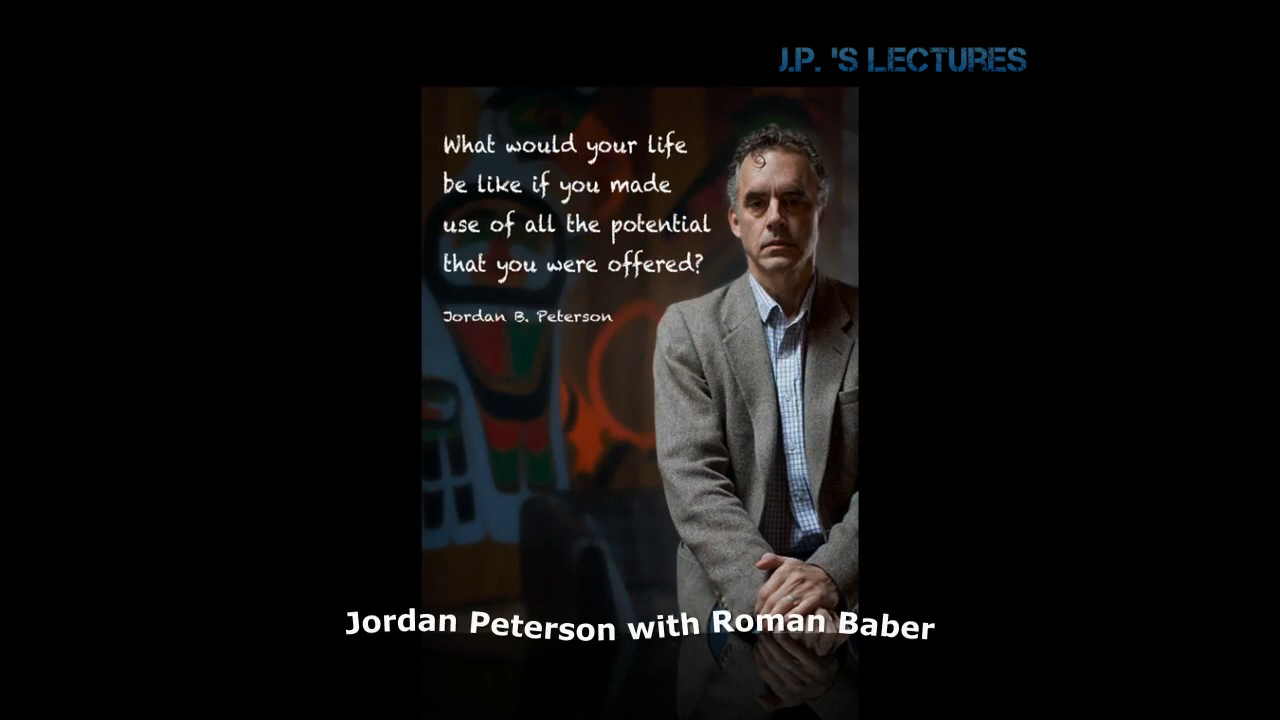 J.P. 'S LECTURES
What would your life
be like if you made
use of all the potential
that you were offered?
Jordan B. Peterson
Jordan Peterson with Roman Baber